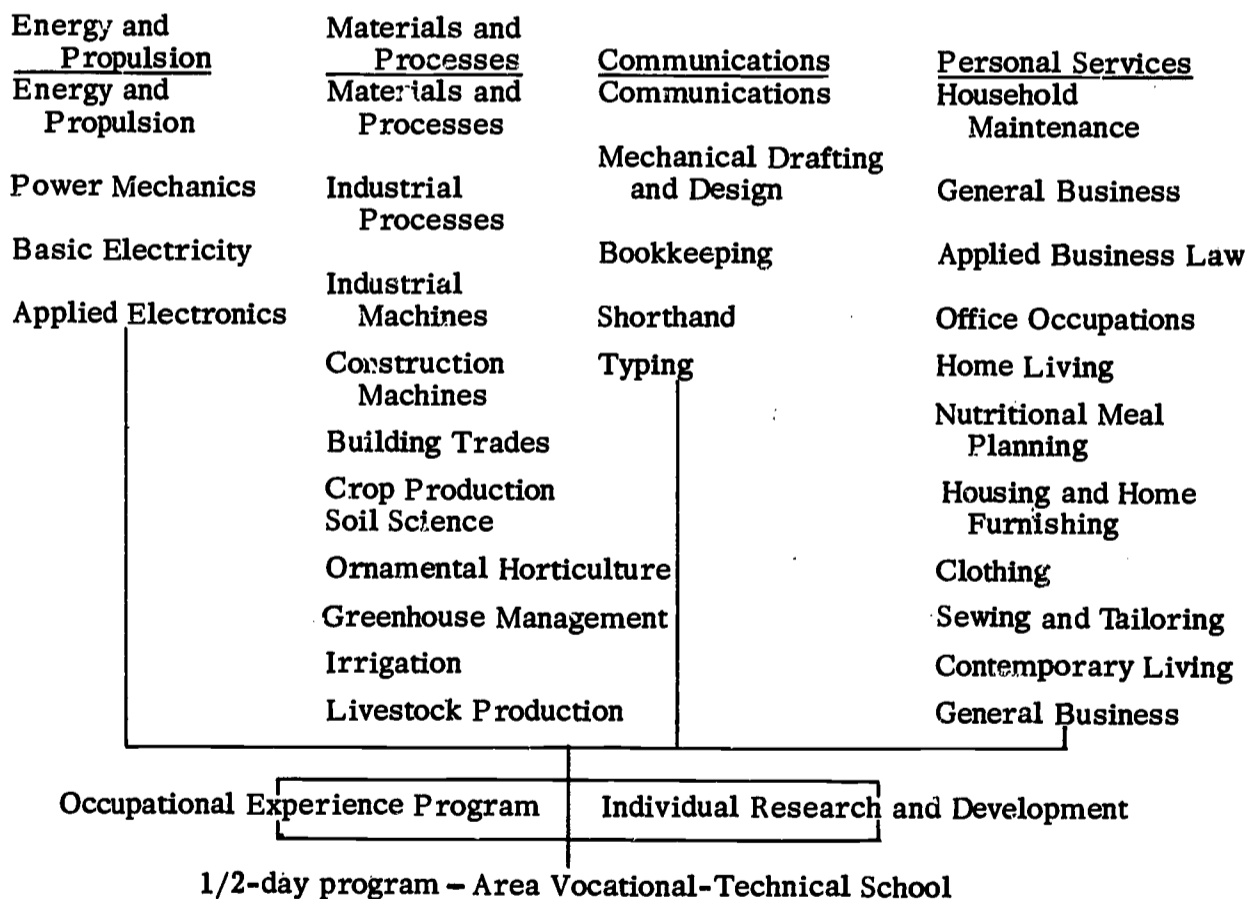 Energy and
Propulsion
Energy and
Propulsion
Power Mechanics
Basic Electricity
Applied Electronics
Materials and
Processes
Materials and
Processes
Industrial
Processes
Industrial
Machines
Construction
Machines
Building Trades
Crop Production
Soil Science
Ornamental Horticulture
Greenhouse Management
Irrigation
Livestock Production
Communications
Communications
Mechanical Drafting
and Design
Bookkeeping
Shorthand
Typing
Personal Services
Household
Maintenance
General Business
Applied Business Law
Office Occupations
Home Living
Nutritional Meal
Planning
Housing and Home
Furnishing
Clothing
Sewing and Tailoring
Contemporary Living
General Business
Occupational Experience Program
Individual Research and Development
1/2-day program – Area Vocational-Technical School